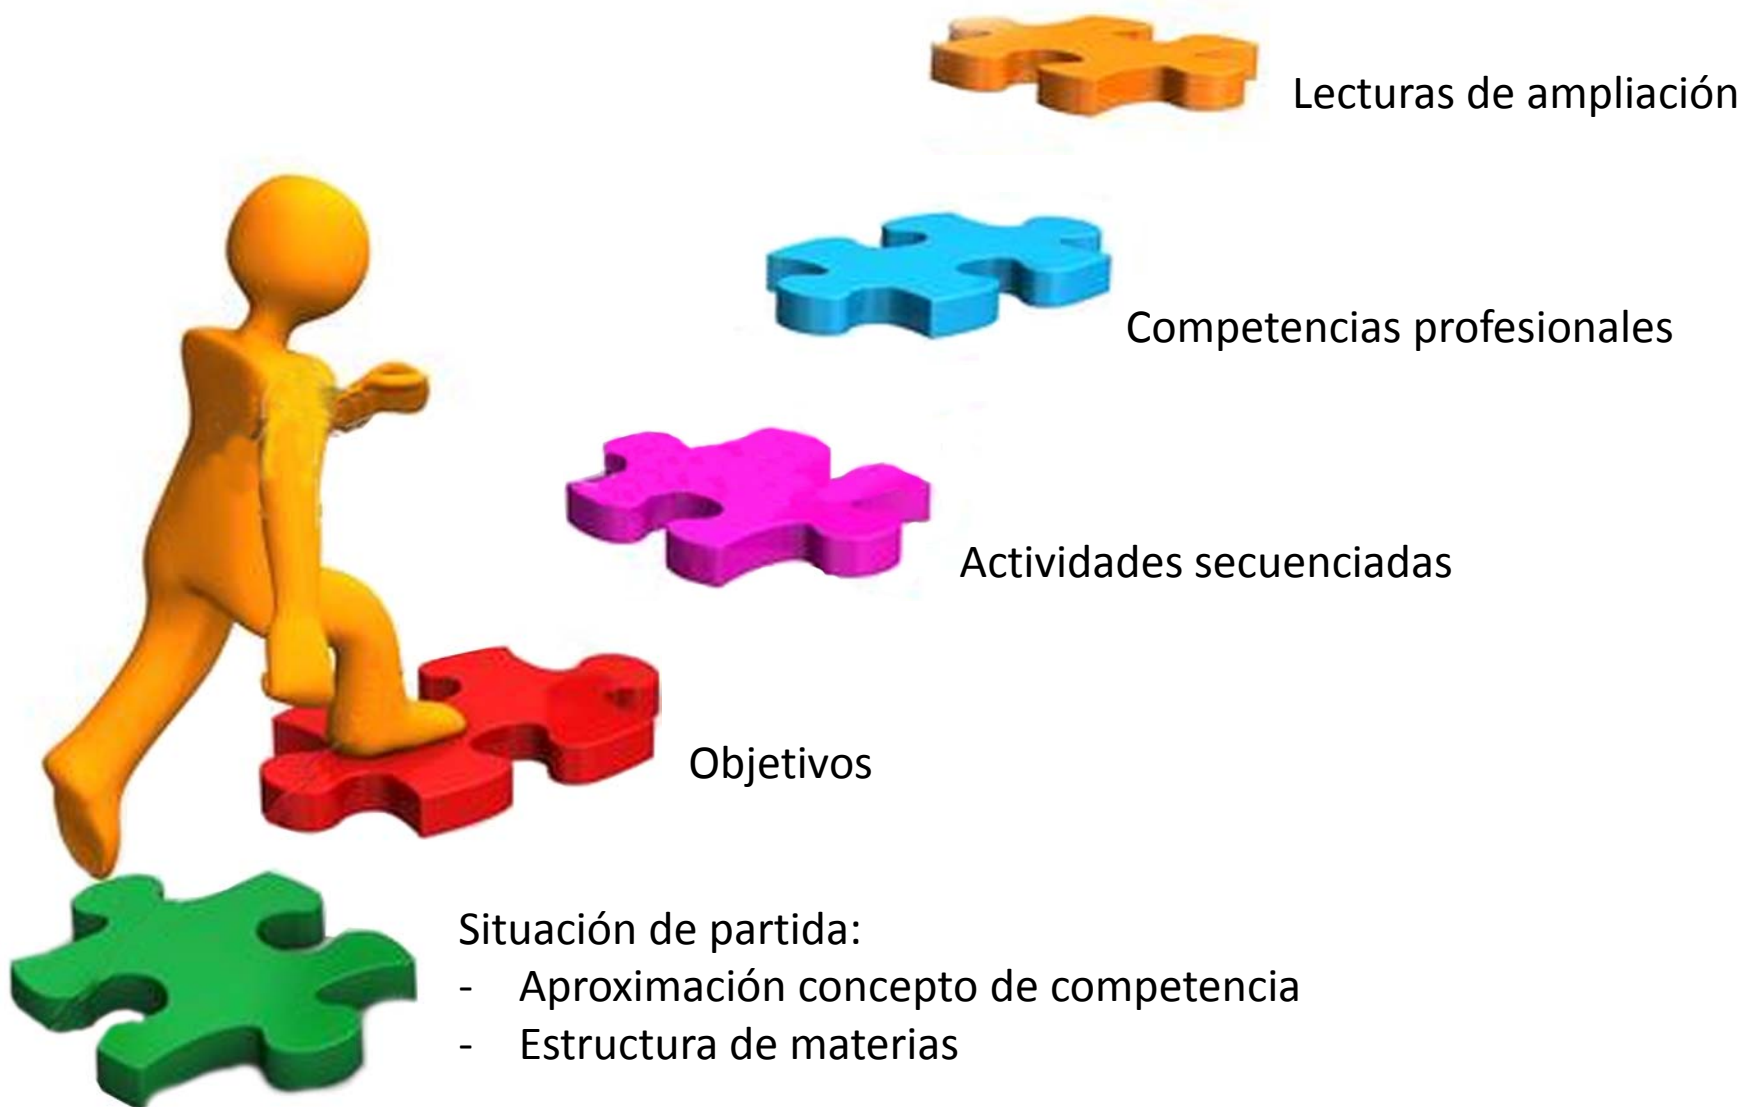 Lecturas de ampliación
Competencias profesionales
Actividades secuenciadas
Objetivos
Situación de partida:
- Aproximación concepto de competencia
- Estructura de materias